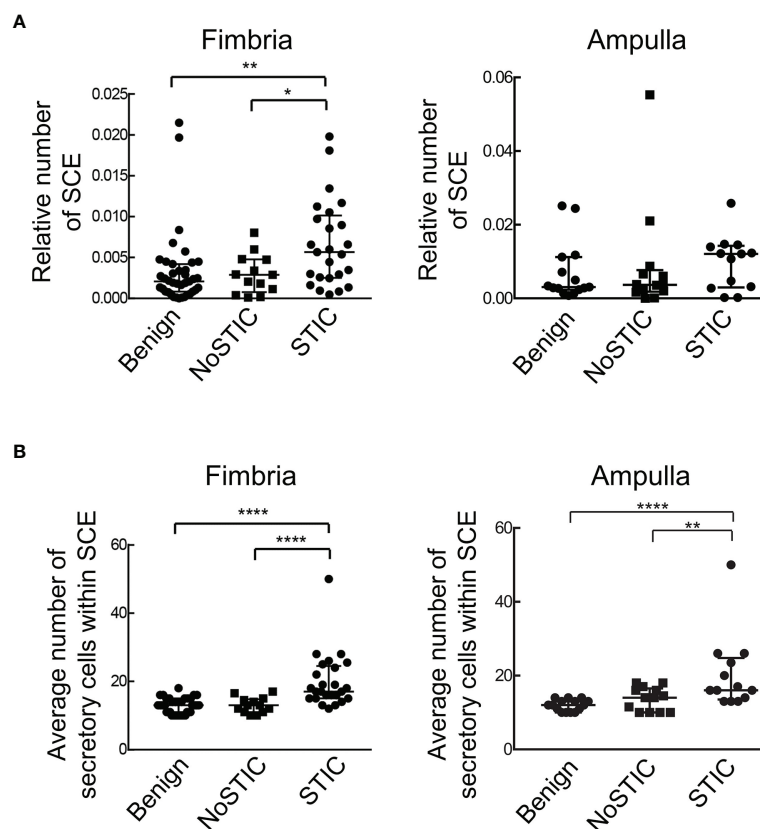 A
Fimbria
**
*
Relative number
of SCE
0.025
0.020
0.015
0.010
0.005
0.000
Benign
NoSTIC
STIC
Ampulla
Relative number
of SCE
0.06
0.04
0.02
0.00
Benign
NoSTIC
STIC
B
Fimbria
****
****
Average number of
secretory cells within SCE
60
40
20
0
Benign
NoSTIC
STIC
Ampulla
****
**
Average number of
secretory cells within SCE
60
40
20
0
Benign
NoSTIC
STIC